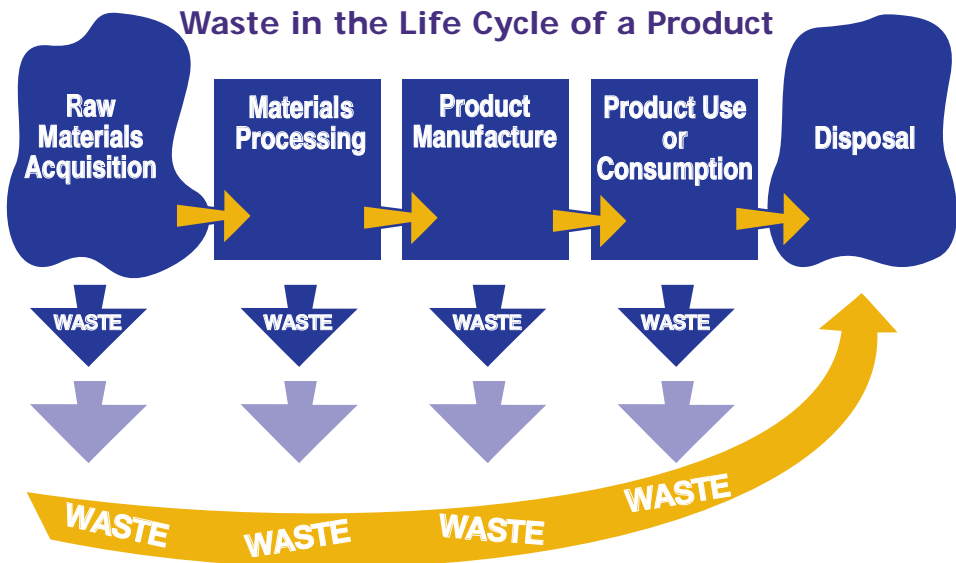 Waste in the Life Cycle of a Product
Raw
Materials
Acquisition
Materials
Processing
Product
Manufacture
Product Use
or
Consumption
Disposal
WASTE
WASTE
WASTE
WASTE
WASTE
WASTE
WASTE
WASTE